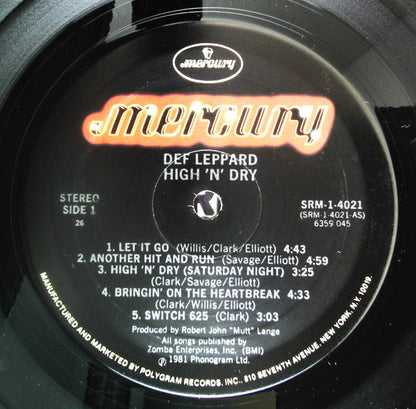 mercury
mercury
DEF LEPPARD
HIGH 'N' DRY
STEREO
SIDE 1
26
SRM-1-4021
(SRM-1-4021-AS)
6359 045
1. LET IT GO (Willis/Clark/Elliott) 4:43
2. ANOTHER HIT AND RUN (Savage/Elliott) 4:59
3. HIGH 'N' DRY (SATURDAY NIGHT) 3:25
(Clark/Savage/Elliott)
4. BRINGIN' ON THE HEARTBREAK 4:33
(Clark/Willis/Elliott)
5. SWITCH 625 (Clark) 3:03
Produced by Robert John "Mutt" Lange
All songs published by
Zomba Enterprises, Inc. (BMI)
℗ 1981 Phonogram Ltd.
MANUFACTURED AND MARKETED BY POLYGRAM RECORDS, INC., 810 SEVENTH AVENUE, NEW YORK, N.Y. 10019.